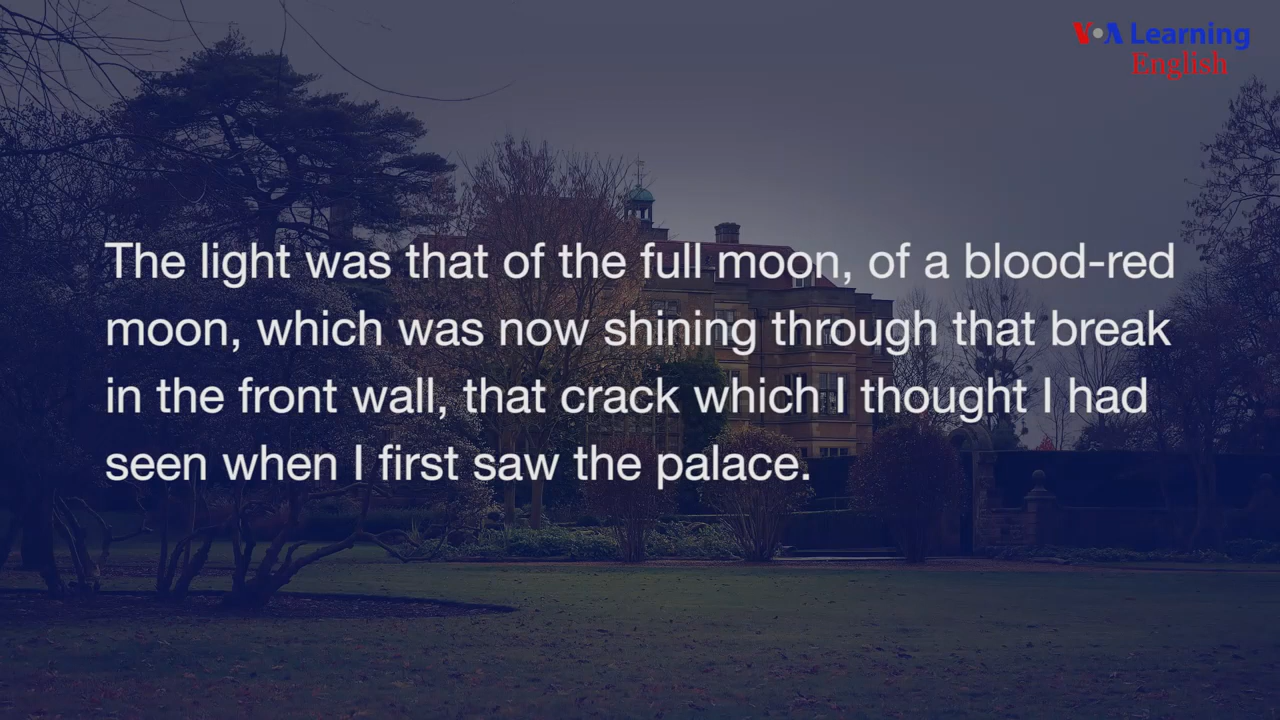 VOA Learning
English
The light was that of the full moon, of a blood-red
moon, which was now shining through that break
in the front wall, that crack which I thought I had
seen when I first saw the palace.